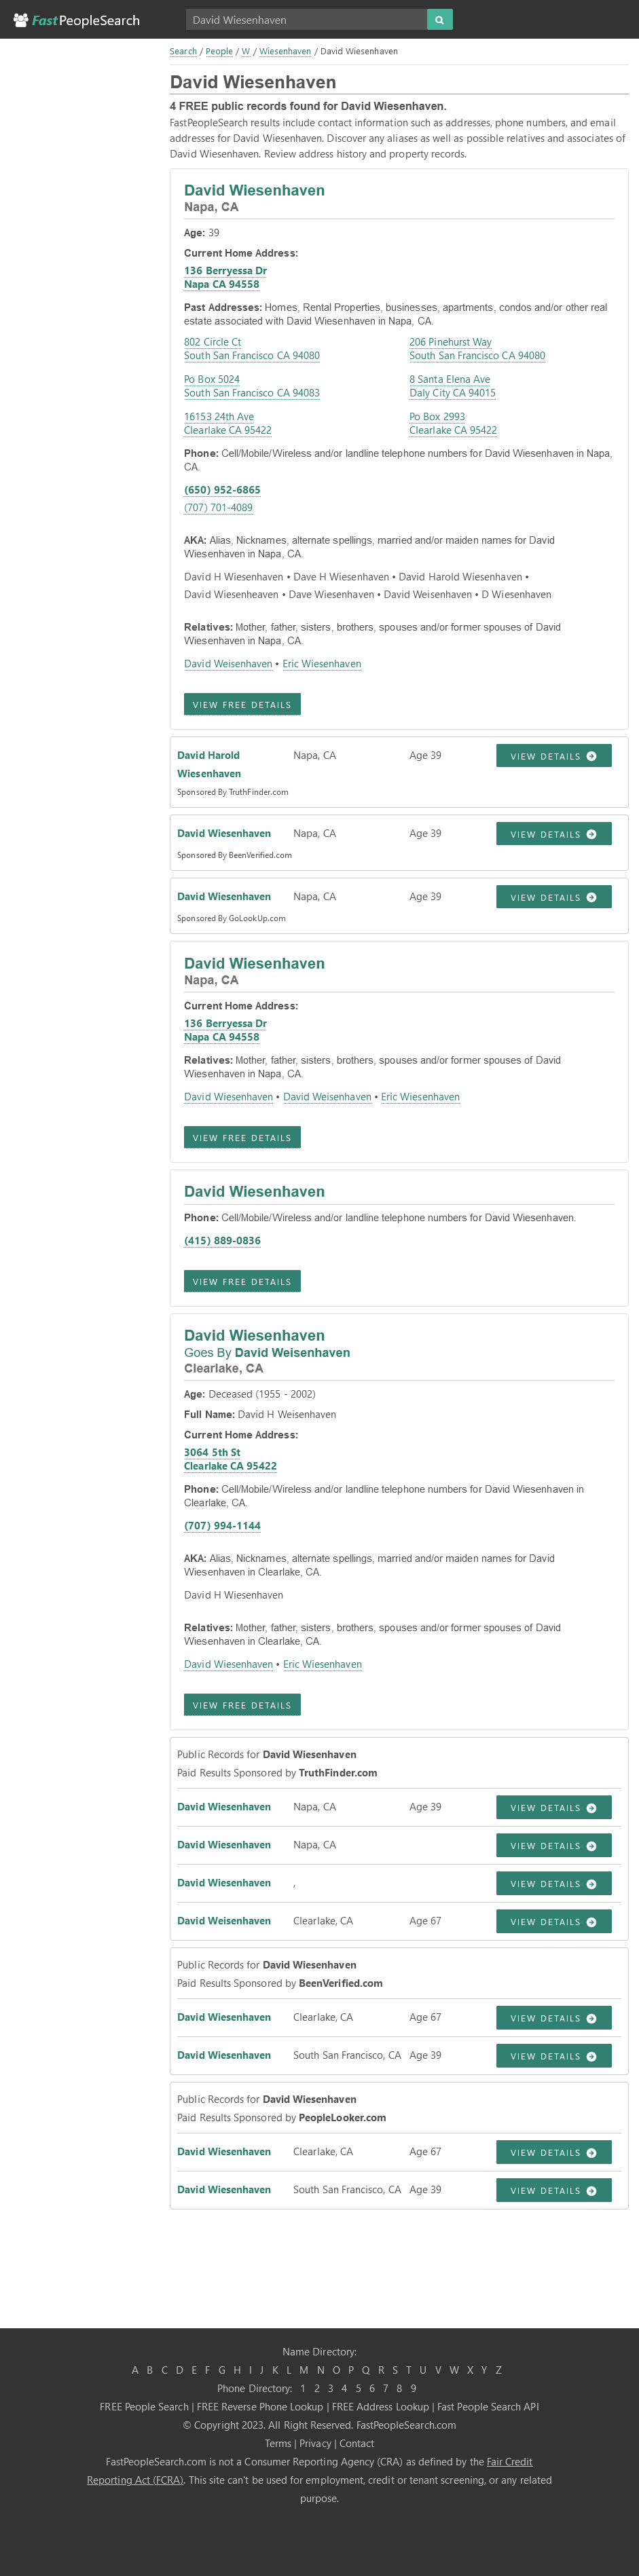 FastPeopleSearch
David Wiesenhaven
Search / People / W / Wiesenhaven / David Wiesenhaven
David Wiesenhaven
4 FREE public records found for David Wiesenhaven.
FastPeopleSearch results include contact information such as addresses, phone numbers, and email
addresses for David Wiesenhaven. Discover any aliases as well as possible relatives and associates of
David Wiesenhaven. Review address history and property records.
David Wiesenhaven
Napa, CA
Age: 39
Current Home Address:
136 Berryessa Dr
Napa CA 94558
Past Addresses: Homes, Rental Properties, businesses, apartments, condos and/or other real
estate associated with David Wiesenhaven in Napa, CA.
802 Circle Ct
South San Francisco CA 94080
206 Pinehurst Way
South San Francisco CA 94080
Po Box 5024
South San Francisco CA 94083
8 Santa Elena Ave
Daly City CA 94015
16153 24th Ave
Clearlake CA 95422
Po Box 2993
Clearlake CA 95422
Phone: Cell/Mobile/Wireless and/or landline telephone numbers for David Wiesenhaven in Napa,
CA.
(650) 952-6865
(707) 701-4089
AKA: Alias, Nicknames, alternate spellings, married and/or maiden names for David
Wiesenhaven in Napa, CA.
David H Wiesenhaven • Dave H Wiesenhaven • David Harold Wiesenhaven •
David Wiesenheaven • Dave Wiesenhaven • David Weisenhaven • D Wiesenhaven
Relatives: Mother, father, sisters, brothers, spouses and/or former spouses of David
Wiesenhaven in Napa, CA.
David Weisenhaven • Eric Wiesenhaven
VIEW FREE DETAILS
David Harold Napa, CA Age 39 VIEW DETAILS
Wiesenhaven
Sponsored By TruthFinder.com
David Wiesenhaven Napa, CA Age 39 VIEW DETAILS
Sponsored By BeenVerified.com
David Wiesenhaven Napa, CA Age 39 VIEW DETAILS
Sponsored By GoLookUp.com
David Wiesenhaven
Napa, CA
Current Home Address:
136 Berryessa Dr
Napa CA 94558
Relatives: Mother, father, sisters, brothers, spouses and/or former spouses of David
Wiesenhaven in Napa, CA.
David Wiesenhaven • David Weisenhaven • Eric Wiesenhaven
VIEW FREE DETAILS
David Wiesenhaven
Phone: Cell/Mobile/Wireless and/or landline telephone numbers for David Wiesenhaven.
(415) 889-0836
VIEW FREE DETAILS
David Wiesenhaven
Goes By David Weisenhaven
Clearlake, CA
Age: Deceased (1955 - 2002)
Full Name: David H Weisenhaven
Current Home Address:
3064 5th St
Clearlake CA 95422
Phone: Cell/Mobile/Wireless and/or landline telephone numbers for David Wiesenhaven in
Clearlake, CA.
(707) 994-1144
AKA: Alias, Nicknames, alternate spellings, married and/or maiden names for David
Wiesenhaven in Clearlake, CA.
David H Wiesenhaven
Relatives: Mother, father, sisters, brothers, spouses and/or former spouses of David
Wiesenhaven in Clearlake, CA.
David Wiesenhaven • Eric Wiesenhaven
VIEW FREE DETAILS
Public Records for David Wiesenhaven
Paid Results Sponsored by TruthFinder.com
David Wiesenhaven Napa, CA Age 39 VIEW DETAILS
David Wiesenhaven Napa, CA VIEW DETAILS
David Wiesenhaven , VIEW DETAILS
David Weisenhaven Clearlake, CA Age 67 VIEW DETAILS
Public Records for David Wiesenhaven
Paid Results Sponsored by BeenVerified.com
David Wiesenhaven Clearlake, CA Age 67 VIEW DETAILS
David Wiesenhaven South San Francisco, CA Age 39 VIEW DETAILS
Public Records for David Wiesenhaven
Paid Results Sponsored by PeopleLooker.com
David Wiesenhaven Clearlake, CA Age 67 VIEW DETAILS
David Wiesenhaven South San Francisco, CA Age 39 VIEW DETAILS
Name Directory:
A B C D E F G H I J K L M N O P Q R S T U V W X Y Z
Phone Directory: 1 2 3 4 5 6 7 8 9
FREE People Search | FREE Reverse Phone Lookup | FREE Address Lookup | Fast People Search API
© Copyright 2023. All Right Reserved. FastPeopleSearch.com
Terms | Privacy | Contact
FastPeopleSearch.com is not a Consumer Reporting Agency (CRA) as defined by the Fair Credit
Reporting Act (FCRA). This site can't be used for employment, credit or tenant screening, or any related
purpose.